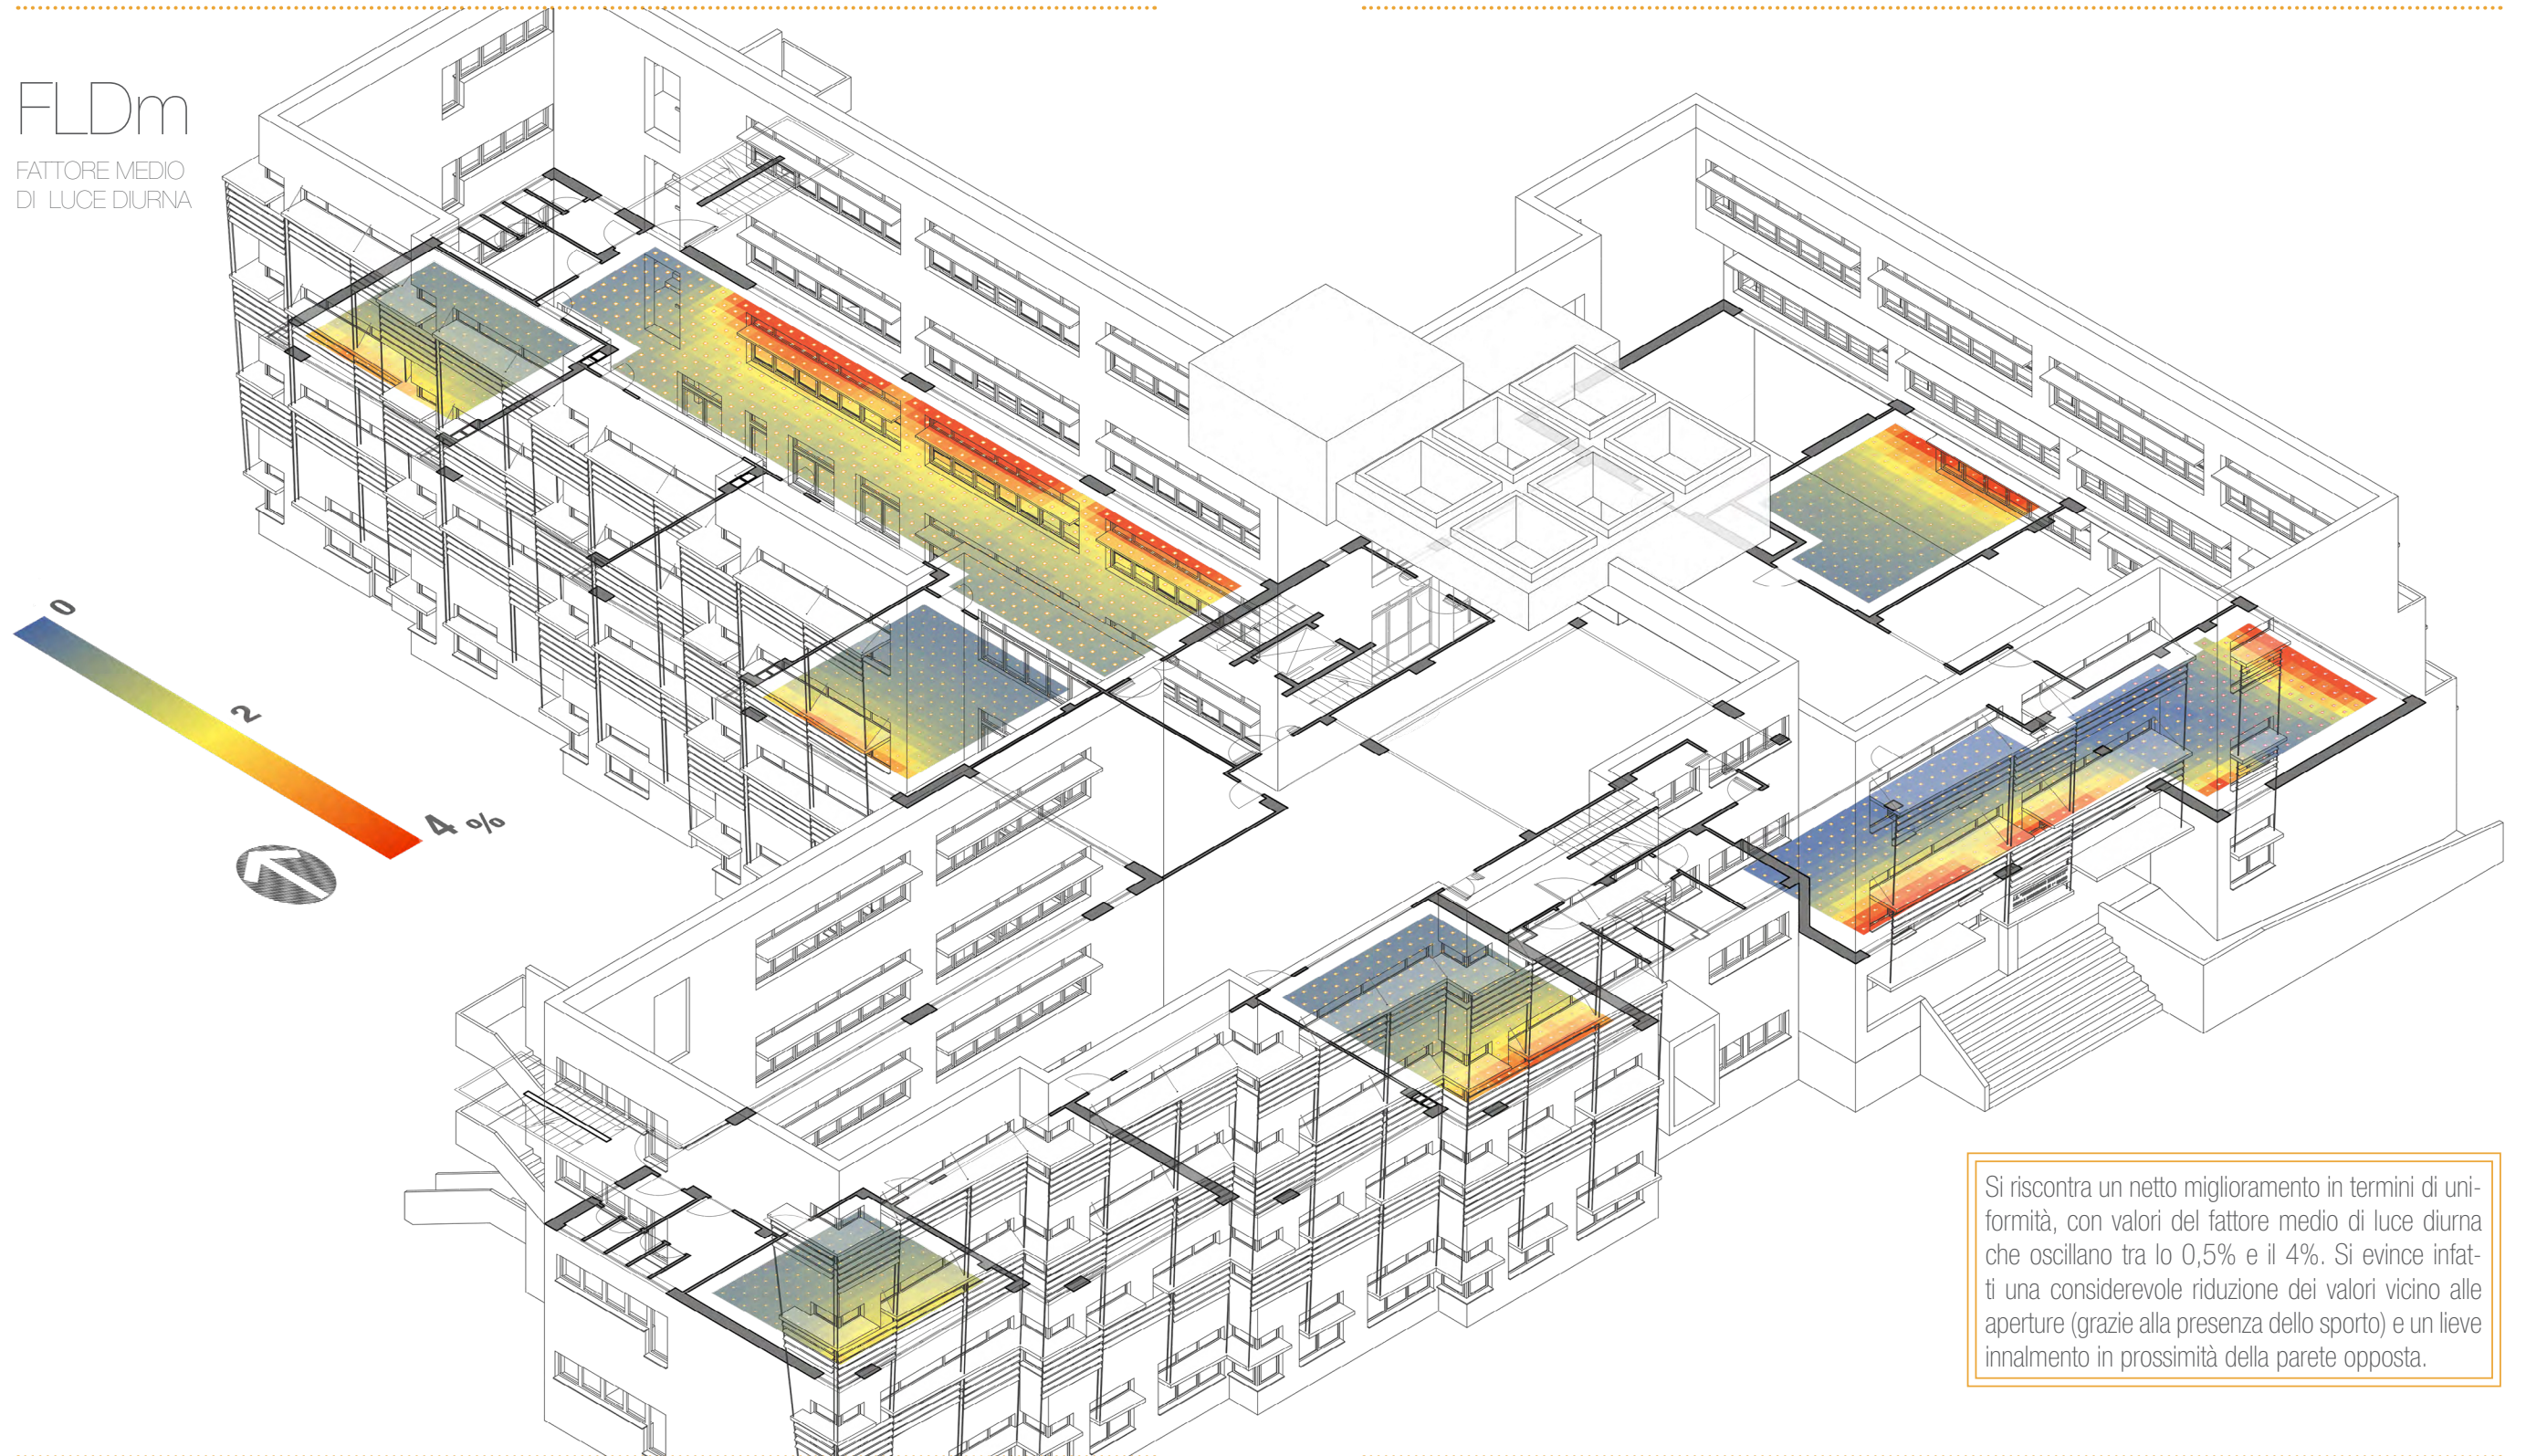 FLDm
FATTORE MEDIO
DI LUCE DIURNA
0
2
4 %
Si riscontra un netto miglioramento in termini di uni-
formità, con valori del fattore medio di luce diurna
che oscillano tra lo 0,5% e il 4%. Si evince infat-
ti una considerevole riduzione dei valori vicino alle
aperture (grazie alla presenza dello sporto) e un lieve
innalmento in prossimità della parete opposta.